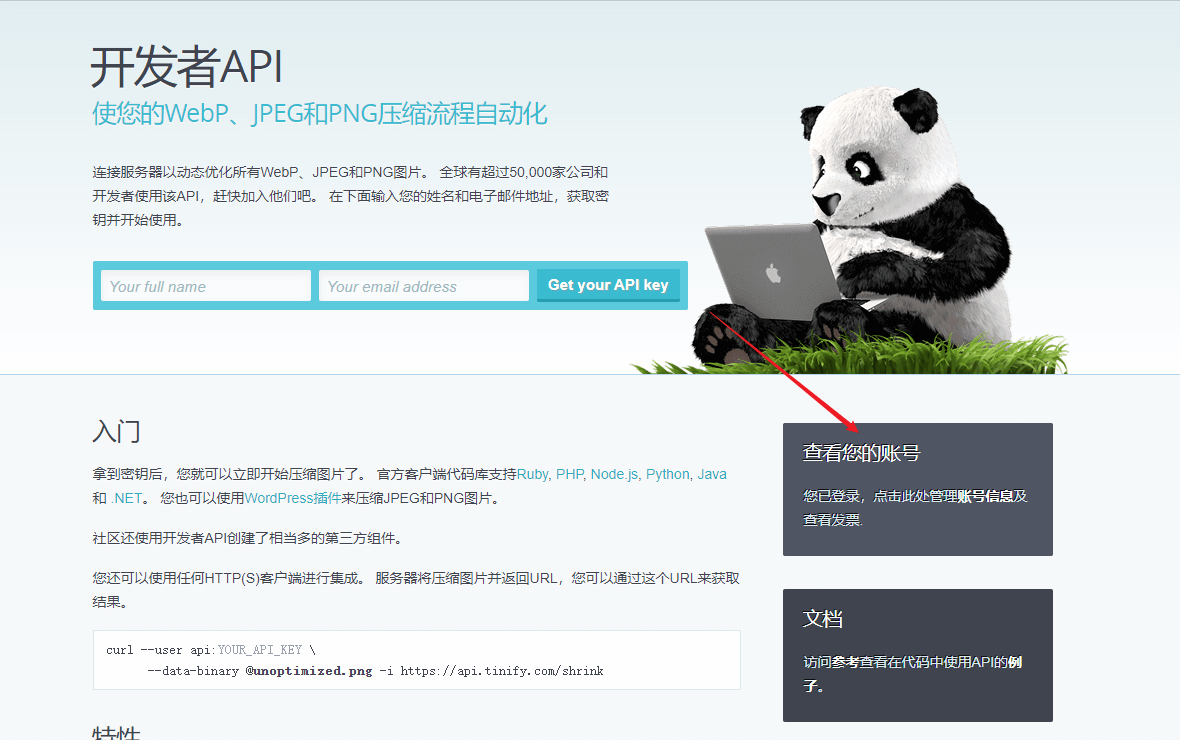 开发者API
使您的WebP、JPEG和PNG压缩流程自动化
连接服务器以动态优化所有WebP、JPEG和PNG图片。 全球有超过50,000家公司和
开发者使用该API，赶快加入他们吧。 在下面输入您的姓名和电子邮件地址，获取密
钥并开始使用。
Your full name
Your email address
Get your API key
入门
拿到密钥后，您就可以立即开始压缩图片了。 官方客户端代码库支持Ruby, PHP, Node.js, Python, Java
和 .NET。 您也可以使用WordPress插件来压缩JPEG和PNG图片。
社区还使用开发者API创建了相当多的第三方组件。
您还可以使用任何HTTP(S)客户端进行集成。 服务器将压缩图片并返回URL，您可以通过这个URL来获取
结果。
curl --user api:YOUR_API_KEY \
--data-binary @unoptimized.png -i https://api.tinify.com/shrink
特性
查看您的账号
您已登录，点击此处管理账号信息及
查看发票.
文档
访问参考查看在代码中使用API的例
子。